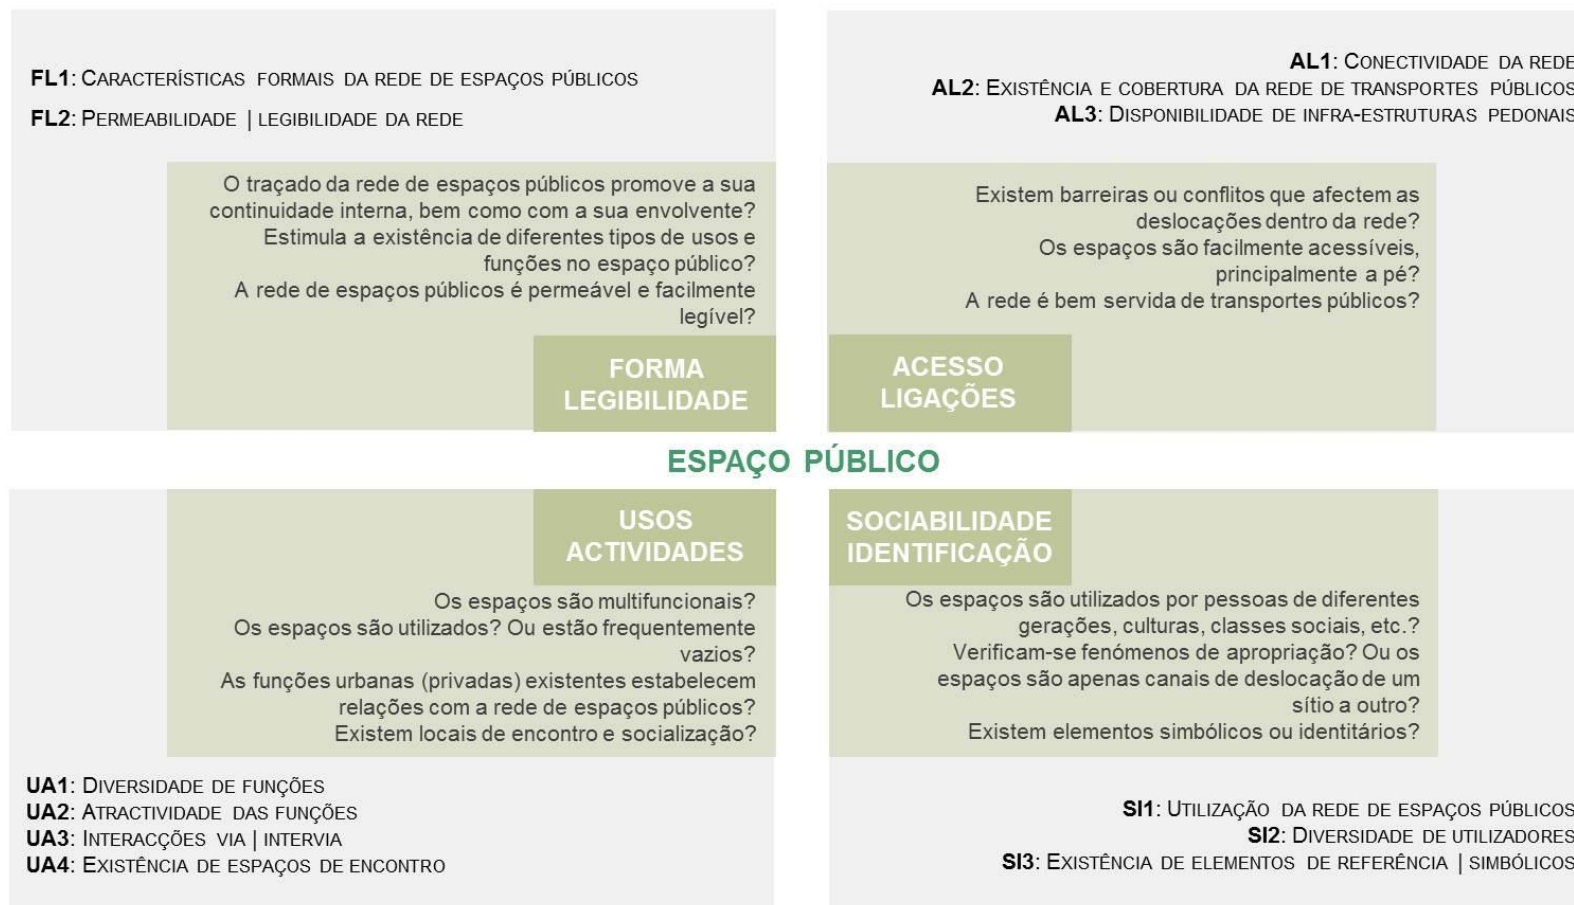 FL1: CARACTERÍSTICAS FORMAIS DA REDE DE ESPAÇOS PÚBLICOS
FL2: PERMEABILIDADE | LEGIBILIDADE DA REDE
O traçado da rede de espaços públicos promove a sua
continuidade interna, bem como com a sua envolvente?
Estimula a existência de diferentes tipos de usos e
funções no espaço público?
A rede de espaços públicos é permeável e facilmente
legível?
FORMA
LEGIBILIDADE
AL1: CONECTIVIDADE DA REDE
AL2: EXISTÊNCIA E COBERTURA DA REDE DE TRANSPORTES PÚBLICOS
AL3: DISPONIBILIDADE DE INFRA-ESTRUTURAS PEDONAIS
Existem barreiras ou conflitos que afectem as
deslocações dentro da rede?
Os espaços são facilmente acessíveis,
principalmente a pé?
A rede é bem servida de transportes públicos?
ACESSO
LIGAÇÕES
ESPAÇO PÚBLICO
USOS
ACTIVIDADES
Os espaços são multifuncionais?
Os espaços são utilizados? Ou estão frequentemente
vazios?
As funções urbanas (privadas) existentes estabelecem
relações com a rede de espaços públicos?
Existem locais de encontro e socialização?
UA1: DIVERSIDADE DE FUNÇÕES
UA2: ATRACTIVIDADE DAS FUNÇÕES
UA3: INTERACÇÕES VIA | INTERVIA
UA4: EXISTÊNCIA DE ESPAÇOS DE ENCONTRO
SOCIABILIDADE
IDENTIFICAÇÃO
Os espaços são utilizados por pessoas de diferentes
gerações, culturas, classes sociais, etc.?
Verificam-se fenómenos de apropriação? Ou os
espaços são apenas canais de deslocação de um
sítio a outro?
Existem elementos simbólicos ou identitários?
SI1: UTILIZAÇÃO DA REDE DE ESPAÇOS PÚBLICOS
SI2: DIVERSIDADE DE UTILIZADORES
SI3: EXISTÊNCIA DE ELEMENTOS DE REFERÊNCIA | SIMBÓLICOS